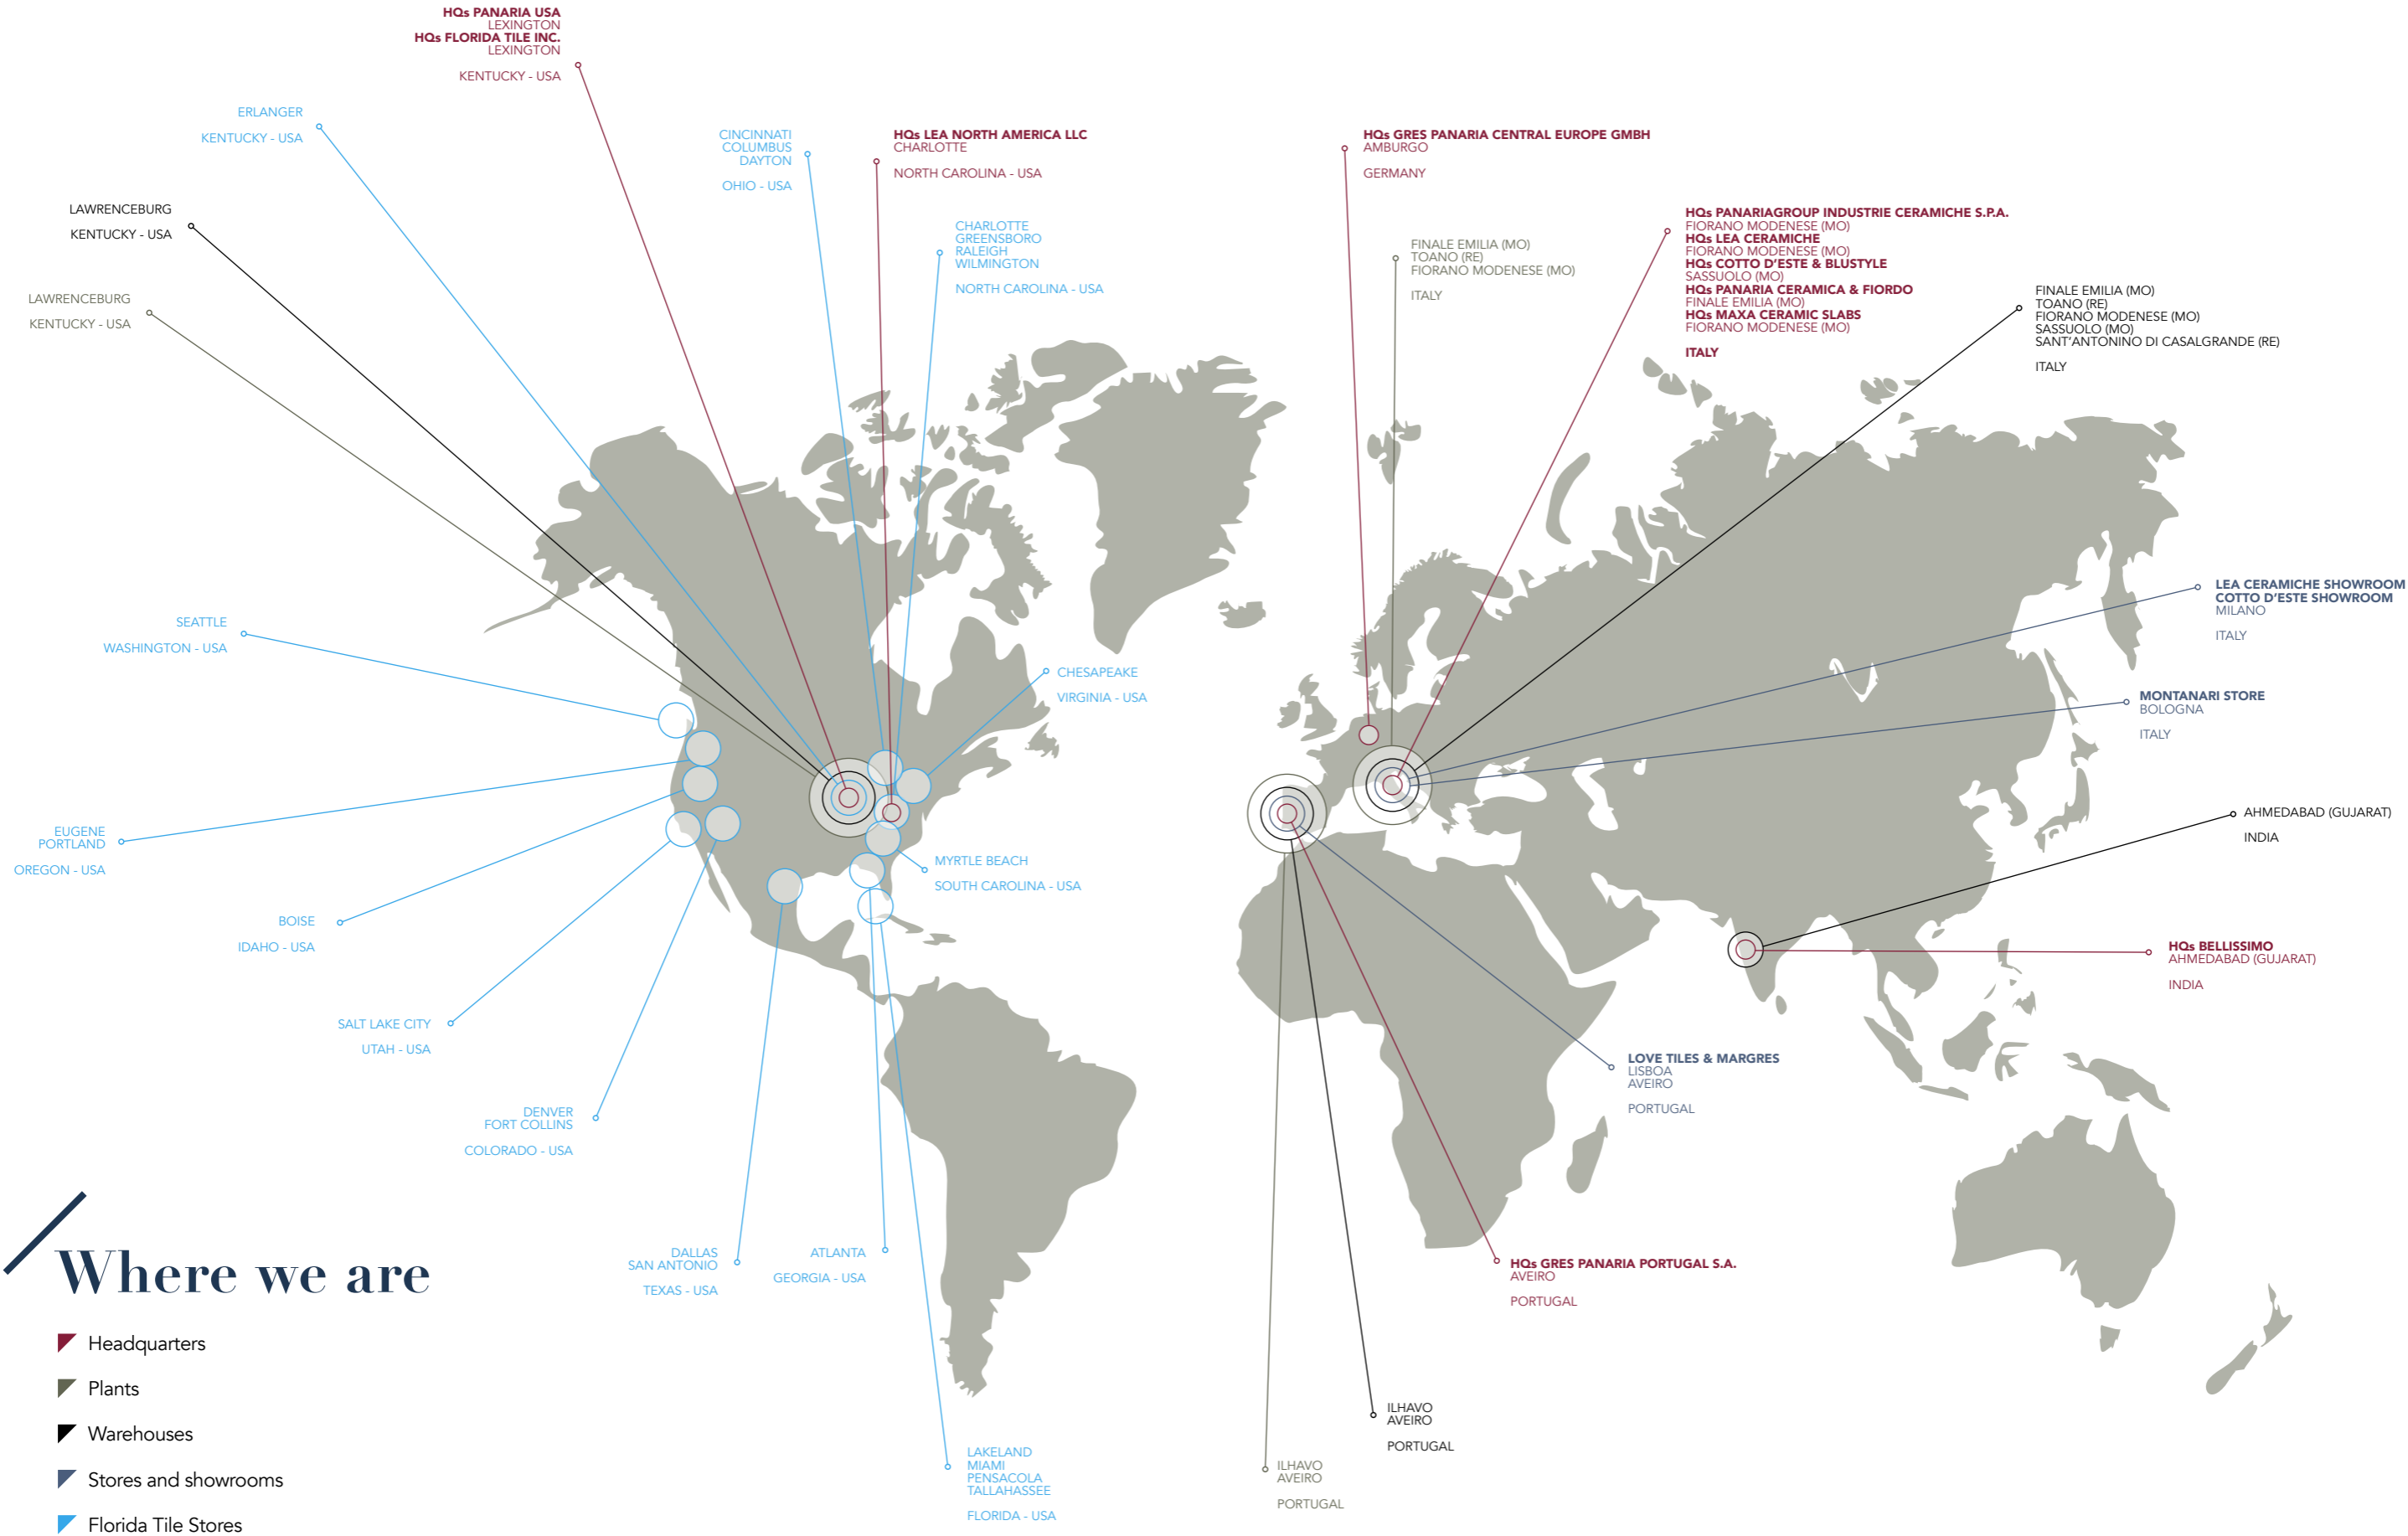 HQs PANARIA USA
LEXINGTON
HQs FLORIDA TILE INC.
LEXINGTON
KENTUCKY - USA
ERLANGER
KENTUCKY - USA
CINCINNATI
COLUMBUS
DAYTON
OHIO - USA
HQs LEA NORTH AMERICA LLC
CHARLOTTE
NORTH CAROLINA - USA
HQs GRES PANARIA CENTRAL EUROPE GMBH
AMBURGO
GERMANY
LAWRENCEBURG
KENTUCKY - USA
CHARLOTTE
GREENSBORO
RALEIGH
WILMINGTON
NORTH CAROLINA - USA
FINALE EMILIA (MO)
TOANO (RE)
FIORANO MODENESE (MO)
ITALY
HQs PANARIAGROUP INDUSTRIE CERAMICHE S.P.A.
FIORANO MODENESE (MO)
HQs LEA CERAMICHE
FIORANO MODENESE (MO)
HQs COTTO D'ESTE & BLUSTYLE
SASSUOLO (MO)
HQs PANARIA CERAMICA & FIORDO
FINALE EMILIA (MO)
HQs MAXA CERAMIC SLABS
FIORANO MODENESE (MO)
ITALY
FINALE EMILIA (MO)
TOANO (RE)
FIORANO MODENESE (MO)
SASSUOLO (MO)
SANT'ANTONINO DI CASALGRANDE (RE)
ITALY
LAWRENCEBURG
KENTUCKY - USA
LEA CERAMICHE SHOWROOM
COTTO D'ESTE SHOWROOM
MILANO
ITALY
SEATTLE
WASHINGTON - USA
CHESAPEAKE
VIRGINIA - USA
MONTANARI STORE
BOLOGNA
ITALY
AHMEDABAD (GUJARAT)
INDIA
EUGENE
PORTLAND
OREGON - USA
MYRTLE BEACH
SOUTH CAROLINA - USA
BOISE
IDAHO - USA
HQs BELLISSIMO
AHMEDABAD (GUJARAT)
INDIA
SALT LAKE CITY
UTAH - USA
LOVE TILES & MARGRES
LISBOA
AVEIRO
PORTUGAL
DENVER
FORT COLLINS
COLORADO - USA
DALLAS
SAN ANTONIO
TEXAS - USA
ATLANTA
GEORGIA - USA
HQs GRES PANARIA PORTUGAL S.A.
AVEIRO
PORTUGAL
ILHAVO
AVEIRO
PORTUGAL
LAKELAND
MIAMI
PENSACOLA
TALLAHASSEE
FLORIDA - USA
ILHAVO
AVEIRO
PORTUGAL
Where we are
Headquarters
Plants
Warehouses
Stores and showrooms
Florida Tile Stores